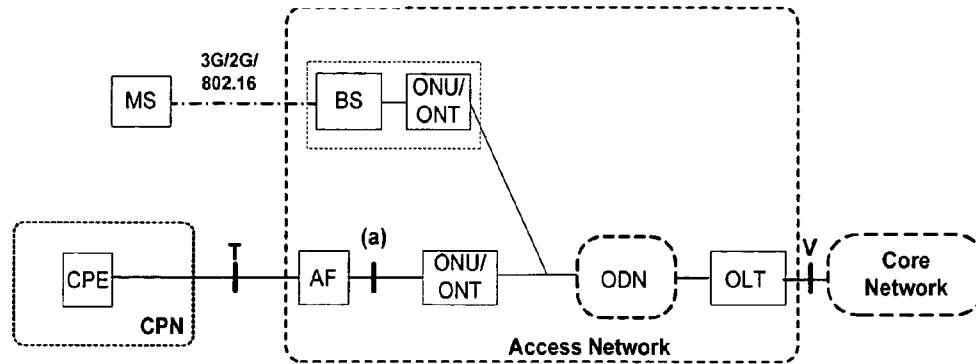 3G/2G/
802.16
MS
BS
ONU/
ONT
CPE
T
AF
(a)
ONU/
ONT
ODN
OLT
V
Core
Network
CPN
Access Network